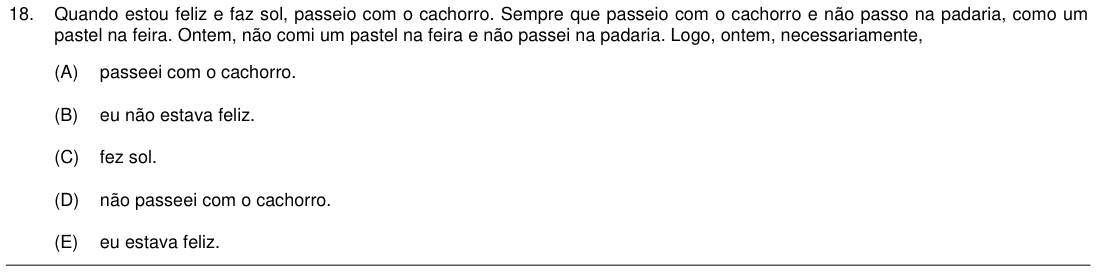 18. Quando estou feliz e faz sol, passeio com o cachorro. Sempre que passeio com o cachorro e não passo na padaria, como um
pastel na feira. Ontem, não comi um pastel na feira e não passei na padaria. Logo, ontem, necessariamente,
(A) passeei com o cachorro.
(B) eu não estava feliz.
(C) fez sol.
(D) não passeei com o cachorro.
(E) eu estava feliz.